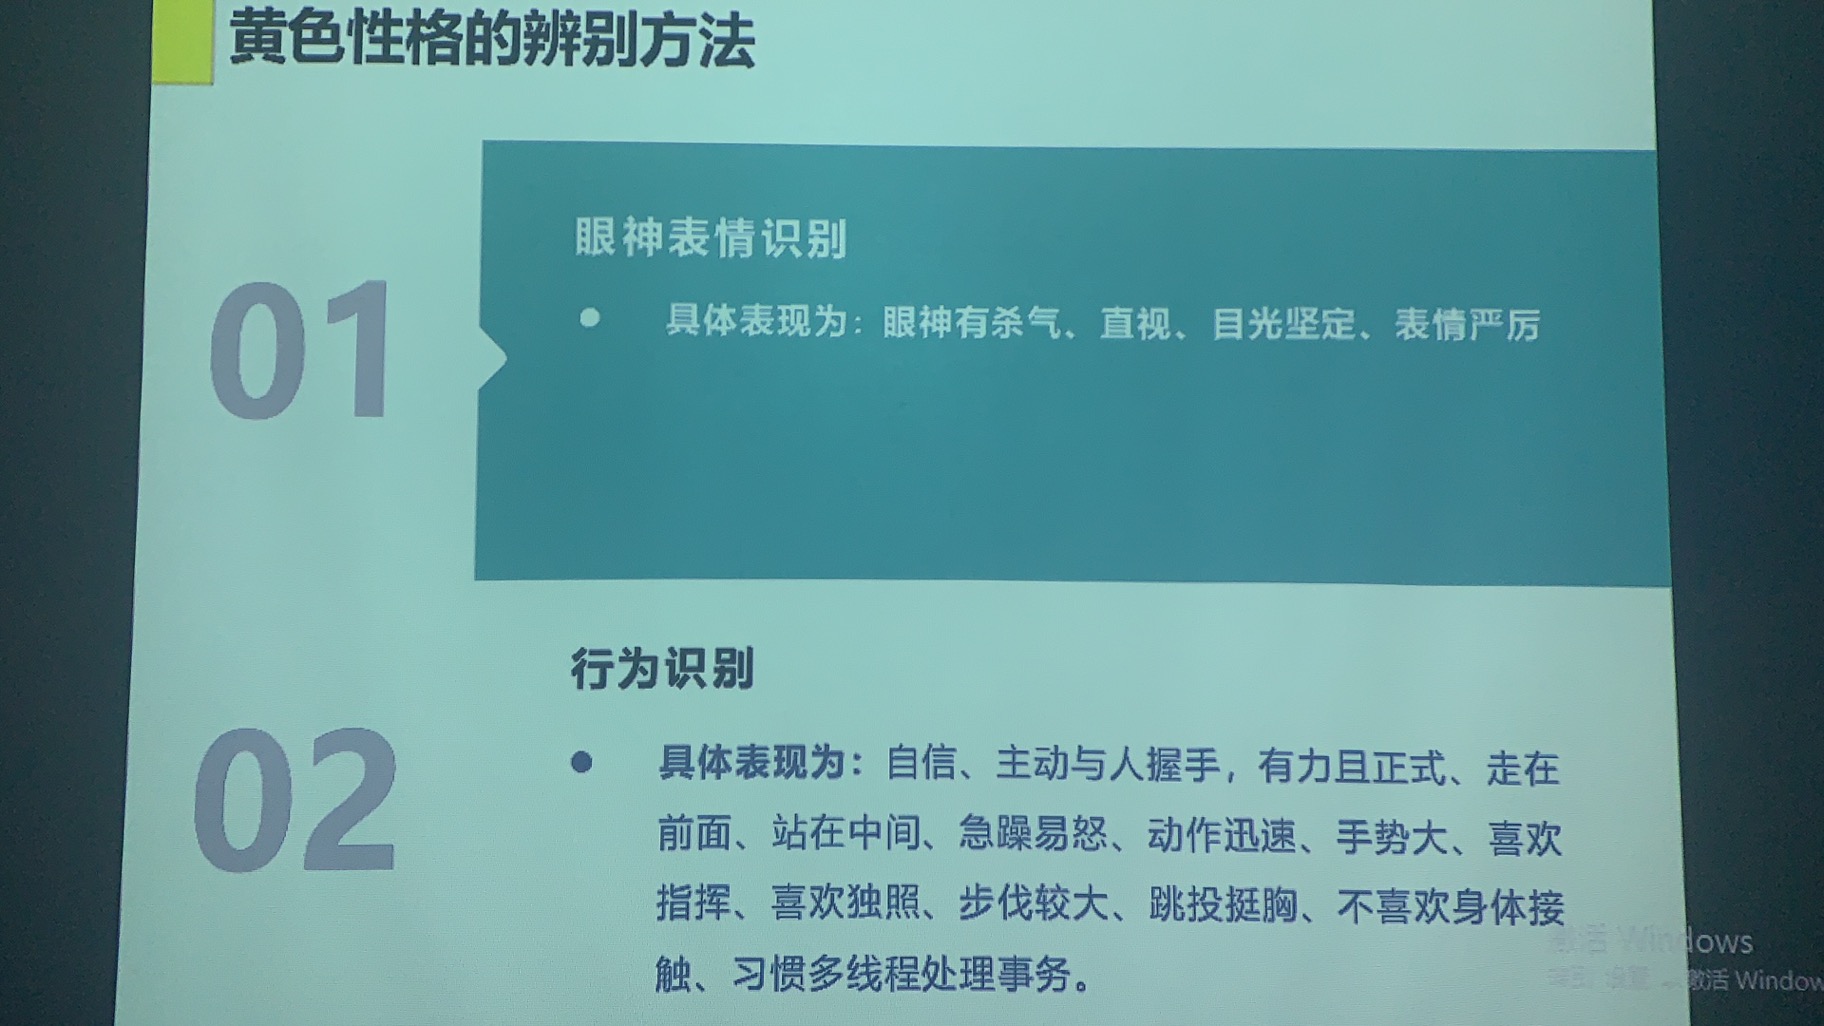 黄色性格的辨别方法
01
眼神表情识别
● 具体表现为：眼神有杀气、直视、目光坚定、表情严厉
02
行为识别
● 具体表现为：自信、主动与人握手，有力且正式、走在
前面、站在中间、急躁易怒、动作迅速、手势大、喜欢
指挥、喜欢独照、步伐较大、跳投挺胸、不喜欢身体接
触、习惯多线程处理事务。
激活 Windows
激活 Window